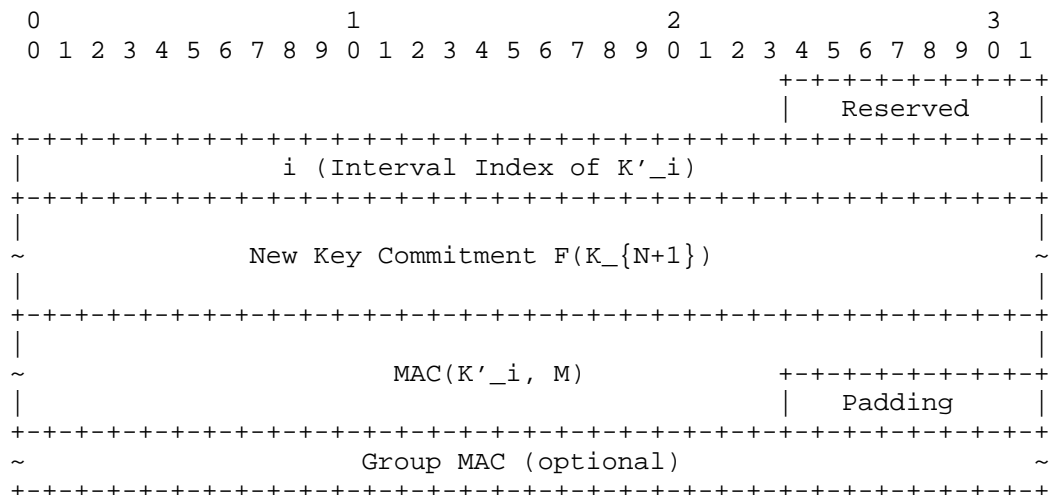 0                   1                   2                   3
 0 1 2 3 4 5 6 7 8 9 0 1 2 3 4 5 6 7 8 9 0 1 2 3 4 5 6 7 8 9 0 1
                                                +-+-+-+-+-+-+-+-+
                                                |   Reserved    |
+-+-+-+-+-+-+-+-+-+-+-+-+-+-+-+-+-+-+-+-+-+-+-+-+-+-+-+-+-+-+-+-+
|                i (Interval Index of K’_i)                     |
+-+-+-+-+-+-+-+-+-+-+-+-+-+-+-+-+-+-+-+-+-+-+-+-+-+-+-+-+-+-+-+-+
|                                                               |
~              New Key Commitment F(K_{N+1})                    ~
|                                                               |
+-+-+-+-+-+-+-+-+-+-+-+-+-+-+-+-+-+-+-+-+-+-+-+-+-+-+-+-+-+-+-+-+
|                                                               |
~                       MAC(K’_i, M)            +-+-+-+-+-+-+-+-+
|                                               |   Padding     |
+-+-+-+-+-+-+-+-+-+-+-+-+-+-+-+-+-+-+-+-+-+-+-+-+-+-+-+-+-+-+-+-+
~                     Group MAC (optional)                      ~
+-+-+-+-+-+-+-+-+-+-+-+-+-+-+-+-+-+-+-+-+-+-+-+-+-+-+-+-+-+-+-+-+